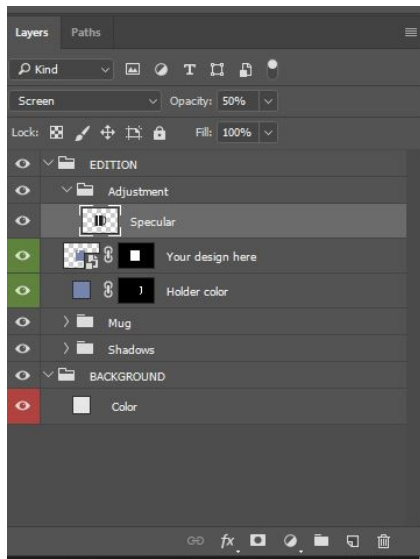 Layers Paths
Kind
Screen Opacity: 50%
Lock: Fill: 100%
EDITION
Adjustment
Specular
Your design here
Holder color
Mug
Shadows
BACKGROUND
Color
fx